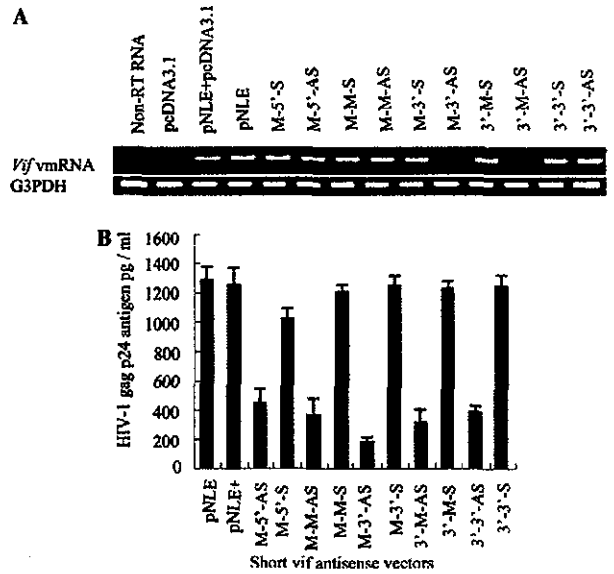 A
Non-RT RNA
pcDNA3.1
pNLE+pcDNA3.1
pNLE
M-5'-S
M-5'-AS
M-M-S
M-M-AS
M-3'-S
M-3'-AS
3'-M-S
3'-M-AS
3'-3'-S
3'-3'-AS
Vif vmRNA
G3PDH
B
HIV-1 gag p24 antigen pg / ml
1600
1400
1200
1000
800
600
400
200
0
pNLE
pNLE+
M-5'-AS
M-5'-S
M-M-AS
M-M-S
M-3'-AS
M-3'-S
3'-M-AS
3'-M-S
3'-3'-AS
3'-3'-S
Short vif antisense vectors